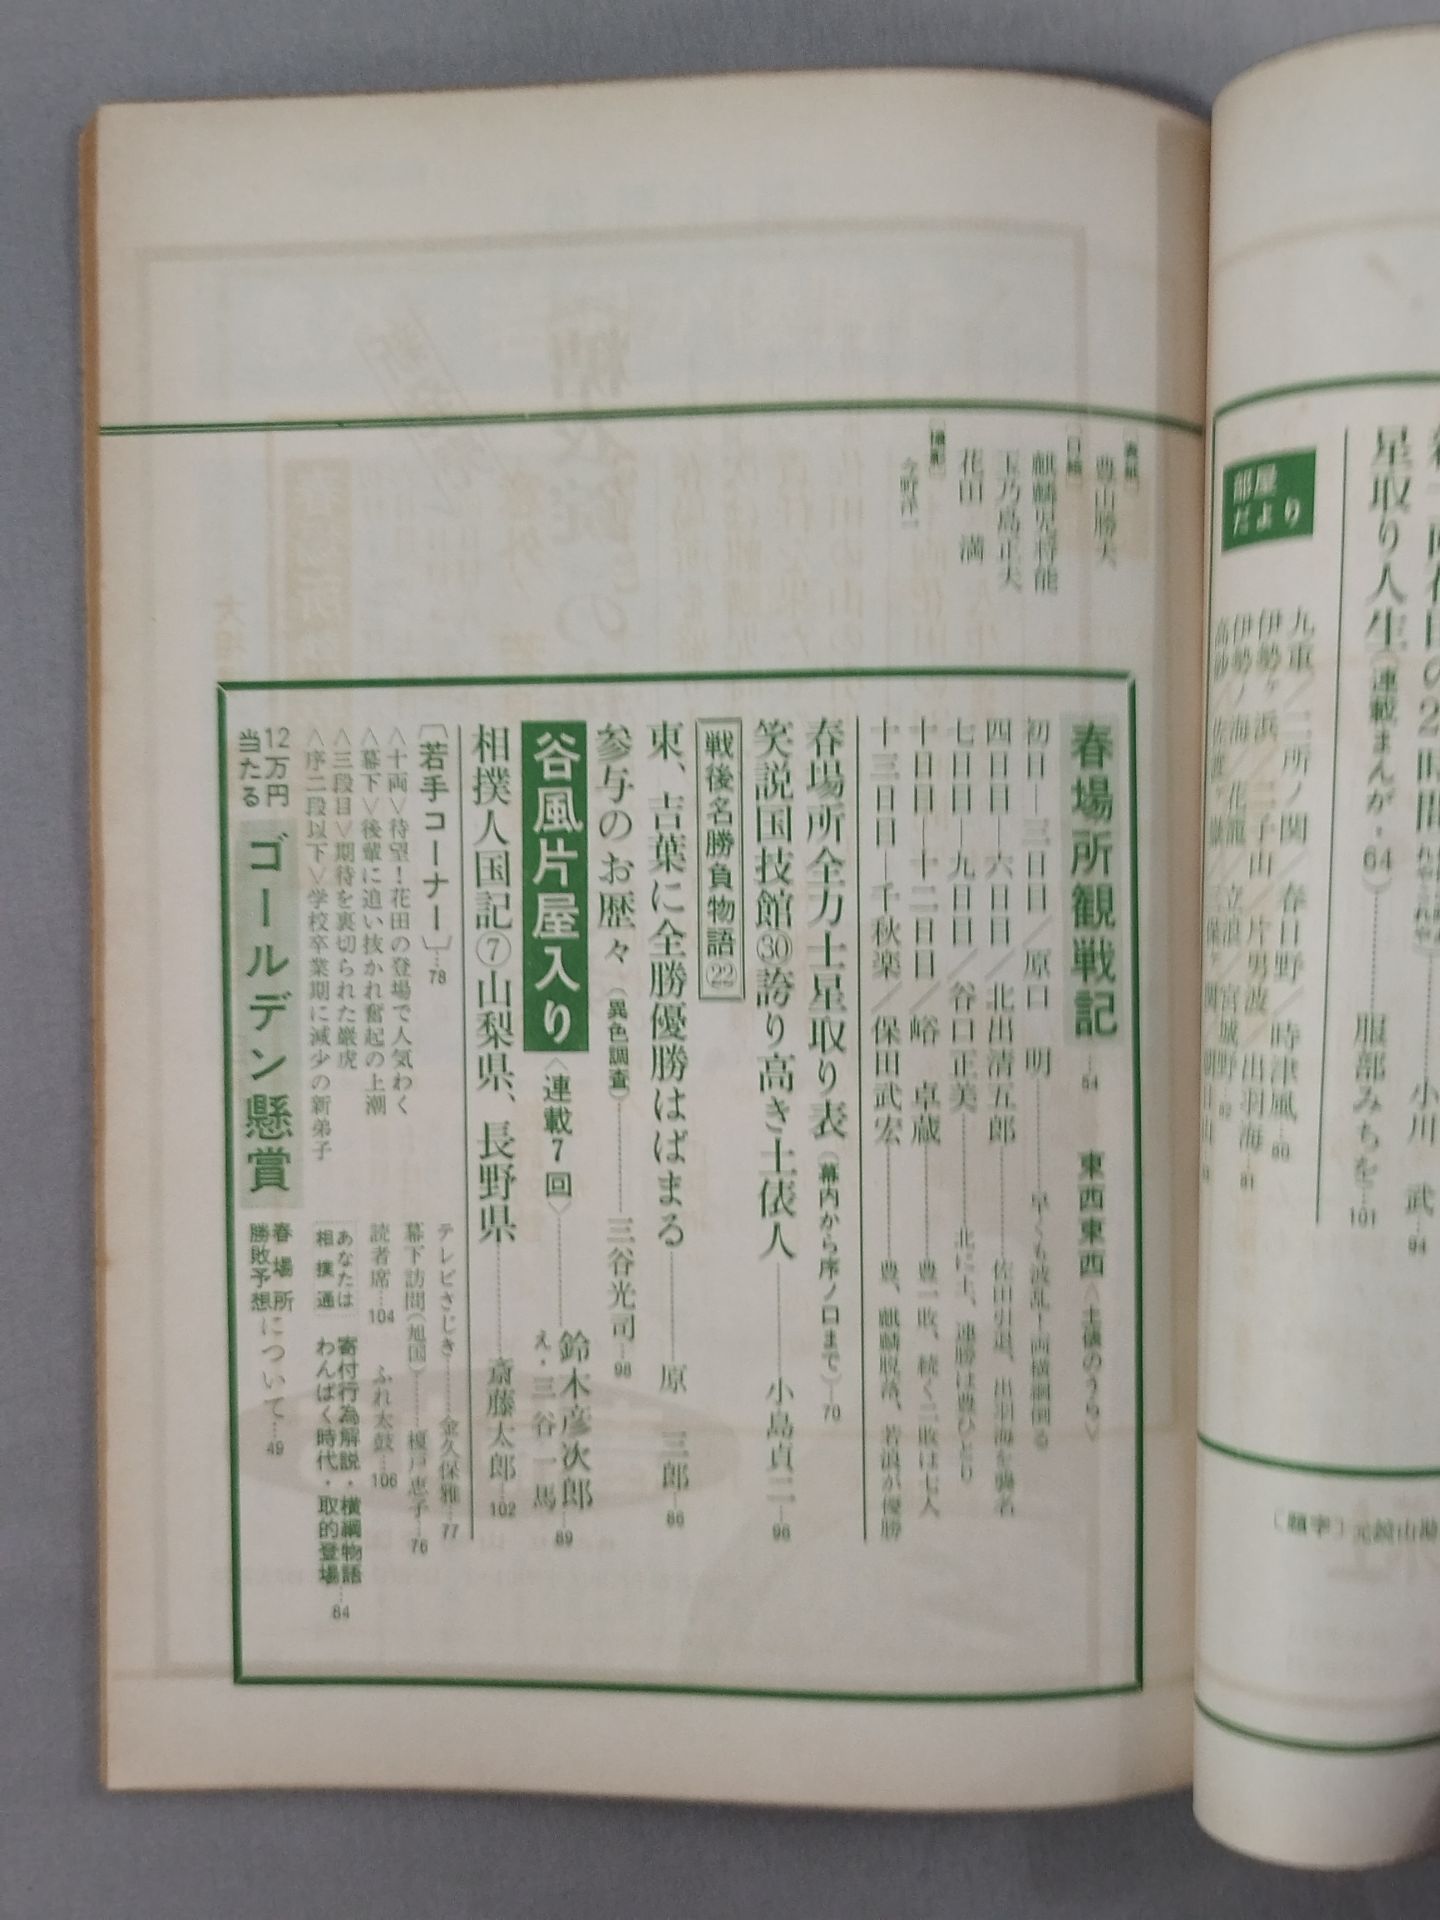 星取り人生(連載まんが・64)……服部みちを…101
小川 武…94
部屋だより
九重/二所ノ関/春日野/時津風…80
伊勢ヶ浜/二子山/片男波/出羽海…81
伊勢ノ海/花籠/立浪/宮城野…82
〔題字〕元鏡山
〔表紙〕
豊山勝夫
〔口絵〕
麒麟児将能
玉乃島正夫
花田 満
〔撮影〕
今野洋一
春場所観戦記…54
東西東西<土俵のうら>
初日―三日目/原口 明……早くも波乱!両横綱倒る
四日目―六日目/北出清五郎……佐田引退、出羽海を襲名
七日目―九日目/谷口正美……北に土、連勝は豊ひとり
十日目―十二日目/峪 卓蔵……豊一敗、続く二敗は七人
十三日目―千秋楽/保田武宏……豊、麒麟脱落、若浪が優勝
春場所全力士星取り表(幕内から序ノ口まで)…70
笑説国技館㉚誇り高き土俵人……小島貞二…96
戦後名勝負物語㉒
東、吉葉に全勝優勝はばまる……原 三郎…86
参与のお歴々(異色調査)……三谷光司…98
谷風片屋入り<連載7回>……鈴木彦次郎
え・三谷一馬…89
相撲人国記⑦山梨県、長野県……斎藤太郎…102
〔若手コーナー〕…78
<十両>待望!花田の登場で人気わく
<幕下>後輩に追い抜かれ奮起の上潮
<三段目>期待を裏切られた巌虎
<序二段以下>学校卒業期に減少の新弟子
テレビさじき……金久保雅…77
幕下訪問(旭国)……榎戸恵子…76
読者席…104 ふれ太鼓…106
あなたは相撲通
寄付行為解説・横綱物語
わんぱく時代・取的登場…84
12万円当たる
ゴールデン懸賞
春場所勝敗予想について…49